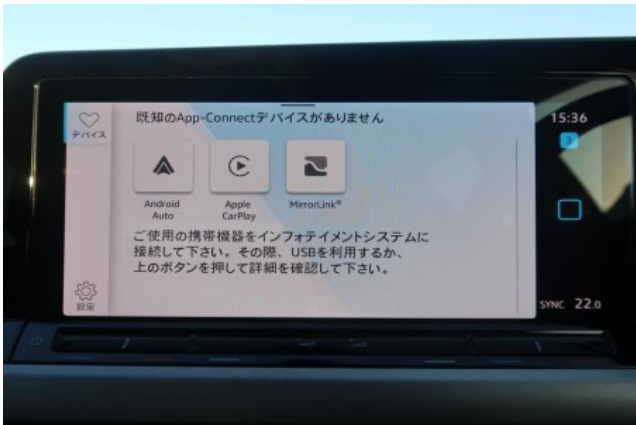 既知のApp-Connectデバイスがありません
15:36
デバイス
Android
Auto
Apple
CarPlay
MirrorLink®
ご使用の携帯機器をインフォテイメントシステムに
接続して下さい。その際、USBを利用するか、
上のボタンを押して詳細を確認して下さい。
設定
SYNC 22.0